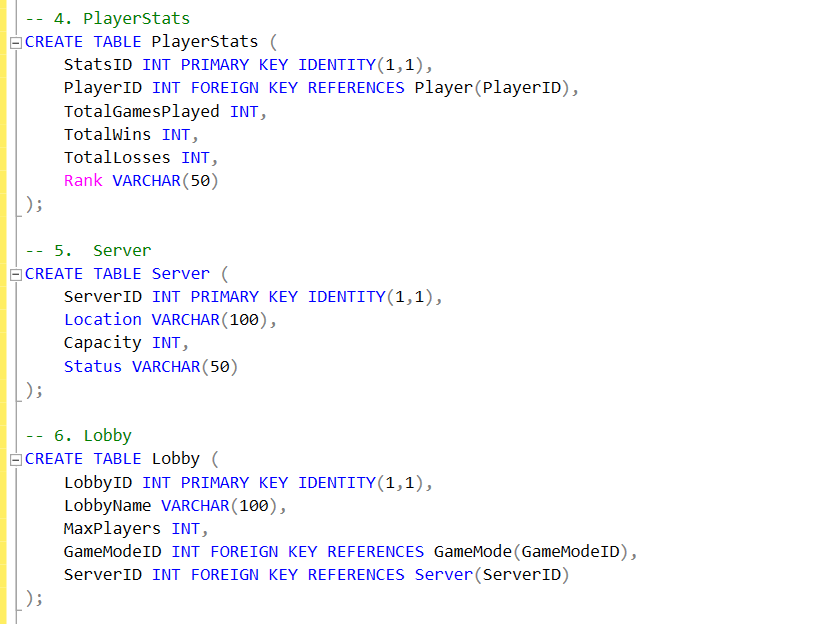 -- 4. PlayerStats
CREATE TABLE PlayerStats (
    StatsID INT PRIMARY KEY IDENTITY(1,1),
    PlayerID INT FOREIGN KEY REFERENCES Player(PlayerID),
    TotalGamesPlayed INT,
    TotalWins INT,
    TotalLosses INT,
    Rank VARCHAR(50)
);
-- 5.  Server
CREATE TABLE Server (
    ServerID INT PRIMARY KEY IDENTITY(1,1),
    Location VARCHAR(100),
    Capacity INT,
    Status VARCHAR(50)
);
-- 6. Lobby
CREATE TABLE Lobby (
    LobbyID INT PRIMARY KEY IDENTITY(1,1),
    LobbyName VARCHAR(100),
    MaxPlayers INT,
    GameModeID INT FOREIGN KEY REFERENCES GameMode(GameModeID),
    ServerID INT FOREIGN KEY REFERENCES Server(ServerID)
);